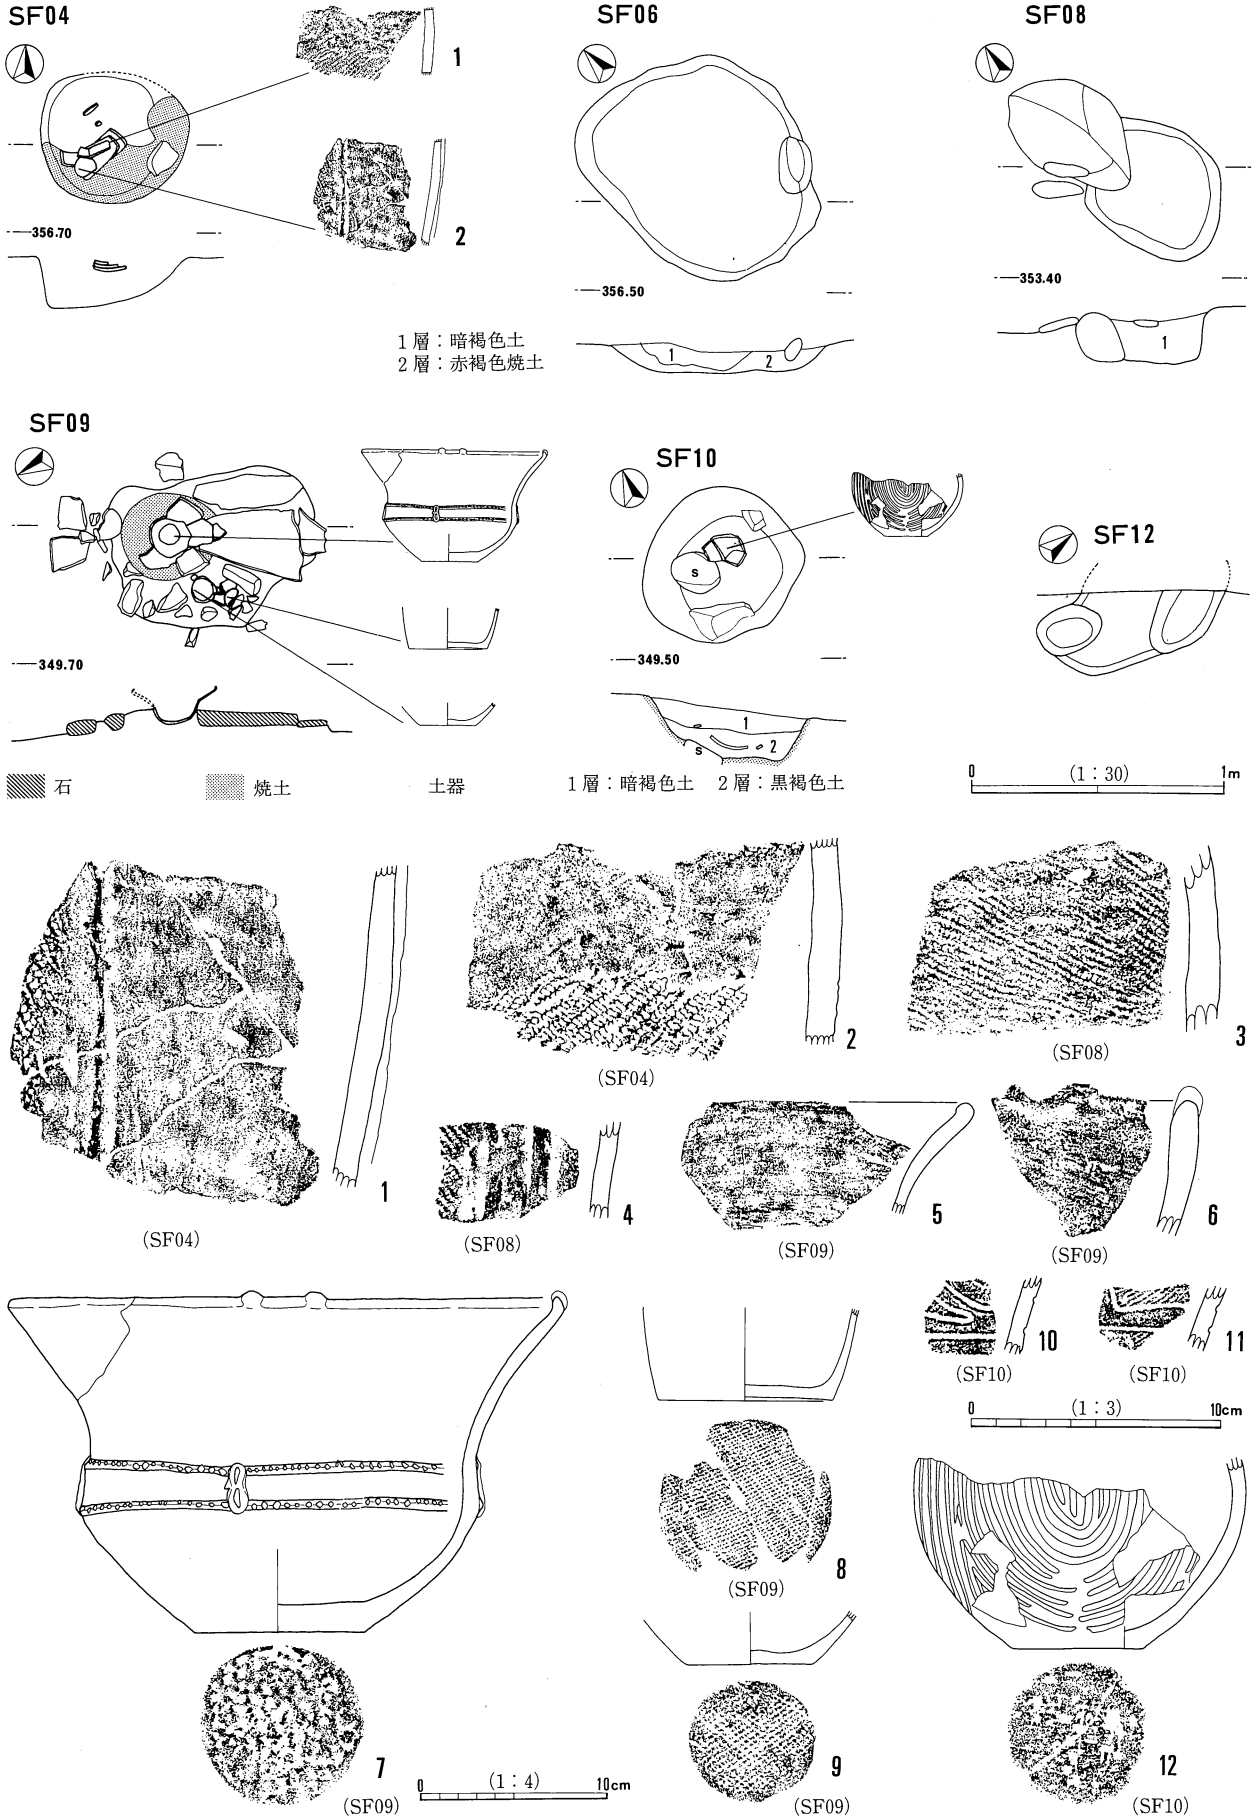 SF04
1
2
356.70
1層：暗褐色土
2層：赤褐色焼土
SF06
356.50
1 2
SF08
353.40
1
SF09
349.70
石 焼土 土器
SF10
S
349.50
1
2
S
1層：暗褐色土 2層：黒褐色土
SF12
0 (1：30) 1m
1
(SF04)
2
(SF04)
3
(SF08)
4
(SF08)
5
(SF09)
6
(SF09)
10
(SF10)
11
(SF10)
0 (1：3) 10cm
8
(SF09)
7
(SF09)
0 (1：4) 10cm
9
(SF09)
12
(SF10)